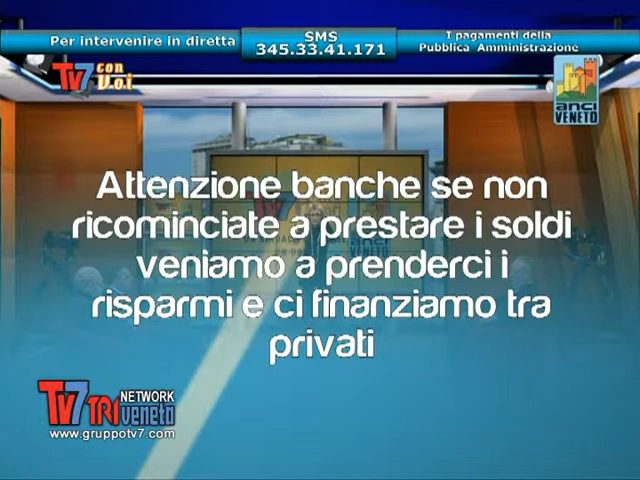 Per intervenire in diretta
SMS
345.33.41.171
I pagamenti della
Pubblica Amministrazione
TV7 con
V.o.i
anci
VENETO
Attenzione banche se non
ricominciate a prestare i soldi
veniamo a prenderci i
risparmi e ci finanziamo tra
privati
TV7 TRI NETWORK
veneto
www.gruppotv7.com